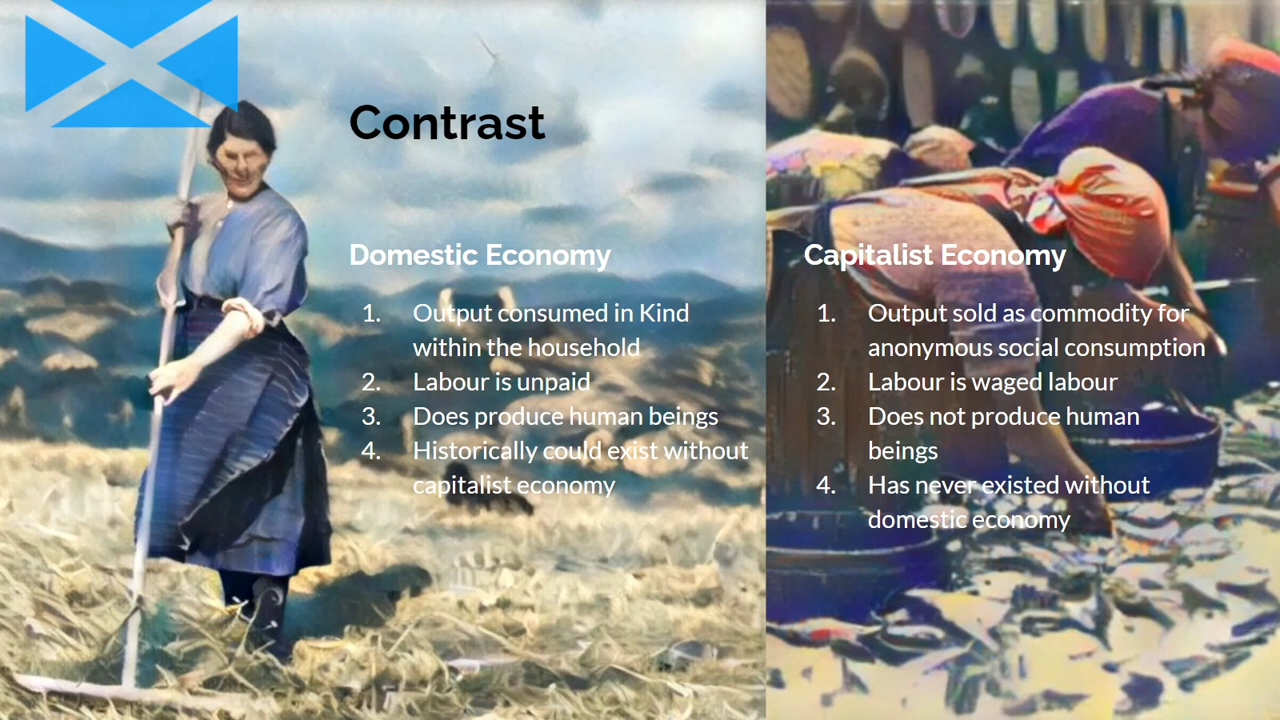 Contrast
Domestic Economy
1. Output consumed in Kind
within the household
2. Labour is unpaid
3. Does produce human beings
4. Historically could exist without
capitalist economy
Capitalist Economy
1. Output sold as commodity for
anonymous social consumption
2. Labour is waged labour
3. Does not produce human
beings
4. Has never existed without
domestic economy